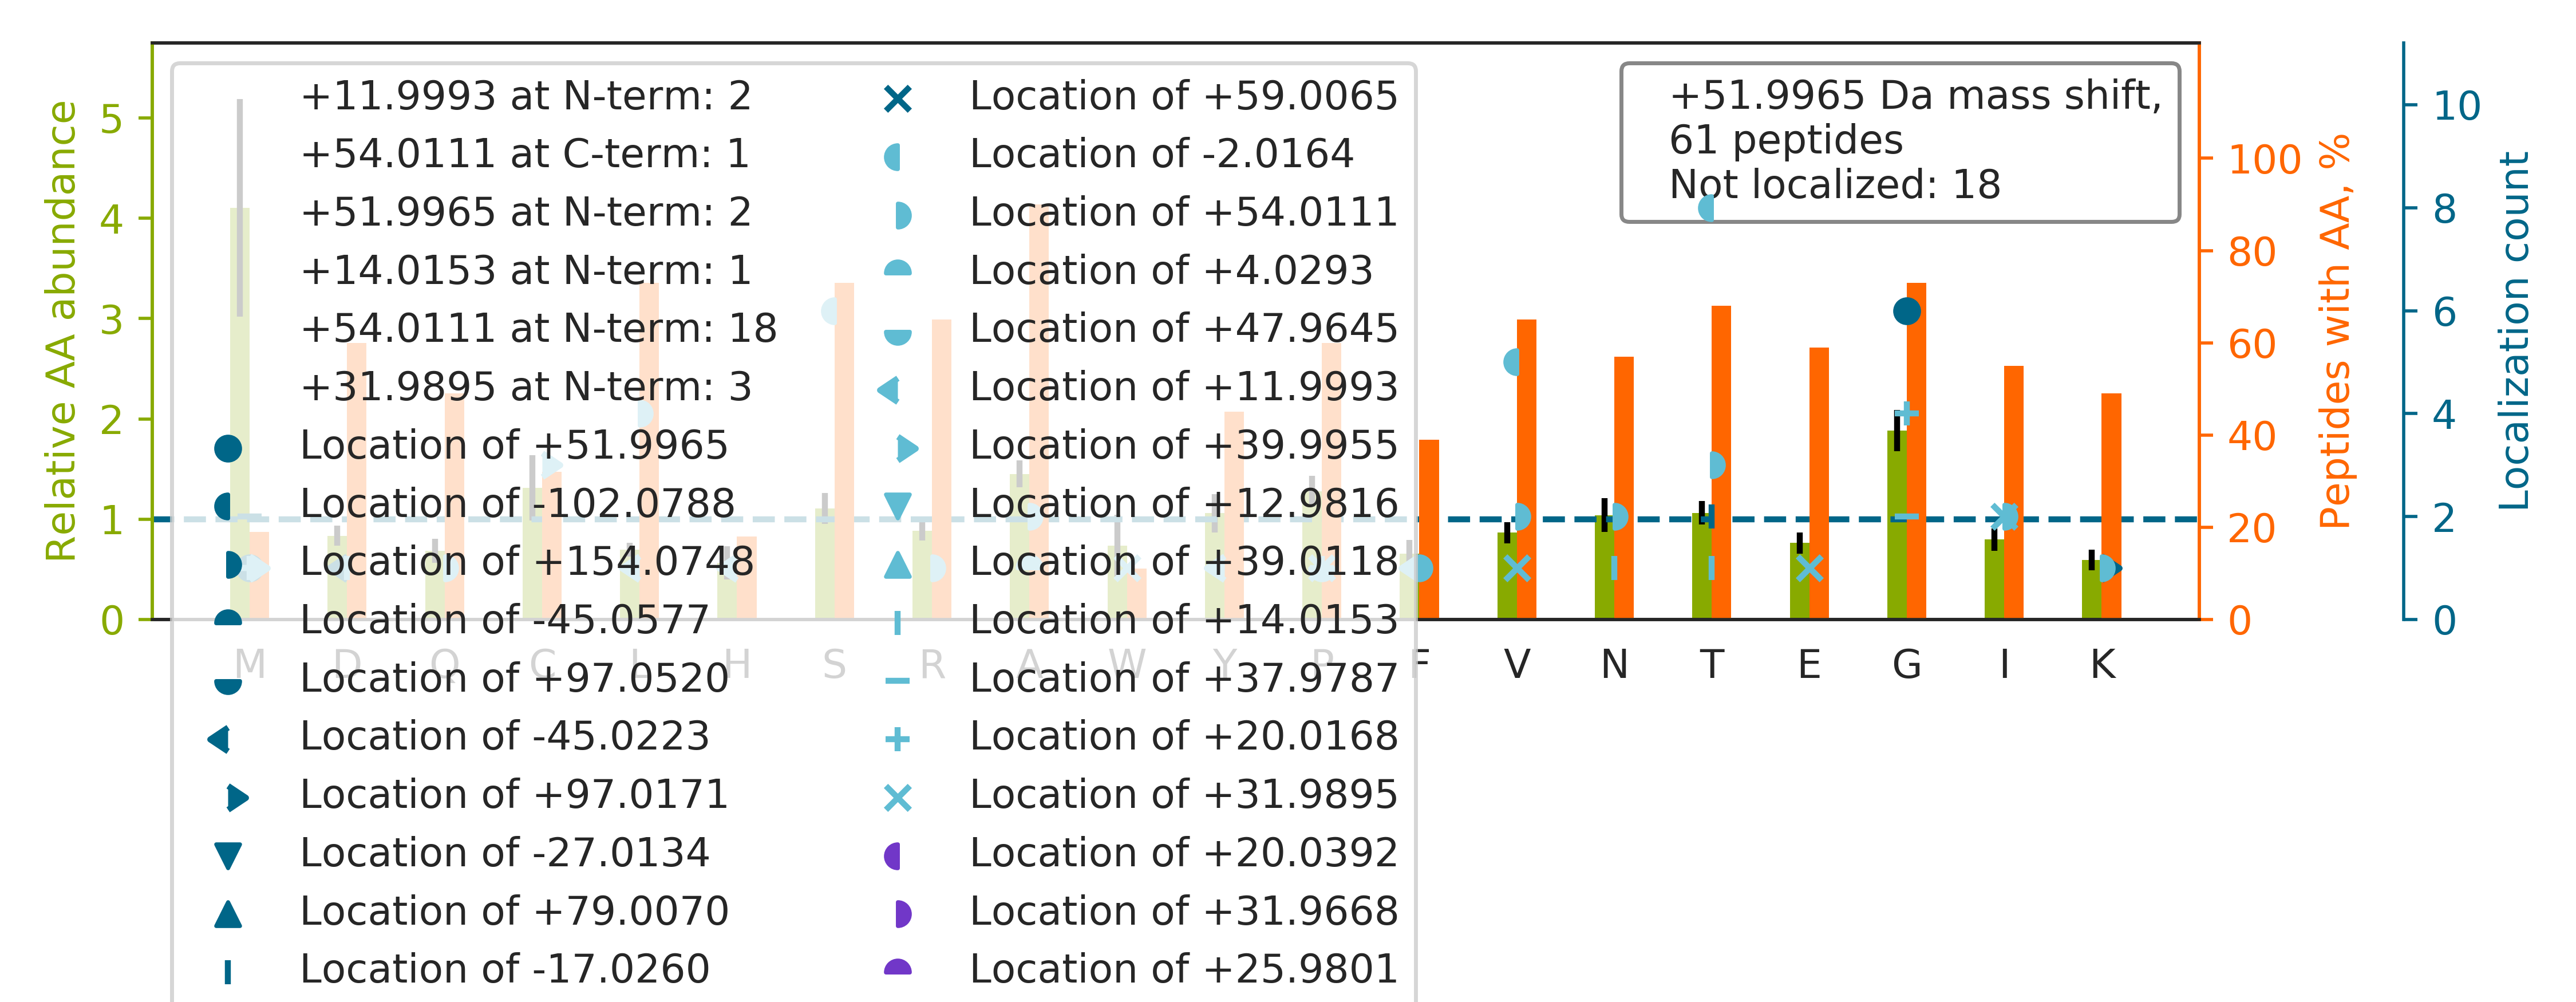 Relative AA abundance
5
4
3
2
1
0
+11.9993 at N-term: 2
+54.0111 at C-term: 1
+51.9965 at N-term: 2
+14.0153 at N-term: 1
+54.0111 at N-term: 18
+31.9895 at N-term: 3
Location of +51.9965
Location of -102.0788
Location of +154.0748
Location of -45.0577
Location of +97.0520
Location of -45.0223
Location of +97.0171
Location of -27.0134
Location of +79.0070
Location of -17.0260
Location of +59.0065
Location of -2.0164
Location of +54.0111
Location of +4.0293
Location of +47.9645
Location of +11.9993
Location of +39.9955
Location of +12.9816
Location of +39.0118
Location of +14.0153
Location of +37.9787
Location of +20.0168
Location of +31.9895
Location of +20.0392
Location of +31.9668
Location of +25.9801
+51.9965 Da mass shift,
61 peptides
Not localized: 18
M D Q C L H S R A W Y P F V N T E G I K
100
80
60
40
20
0
Peptides with AA, %
10
8
6
4
2
0
Localization count